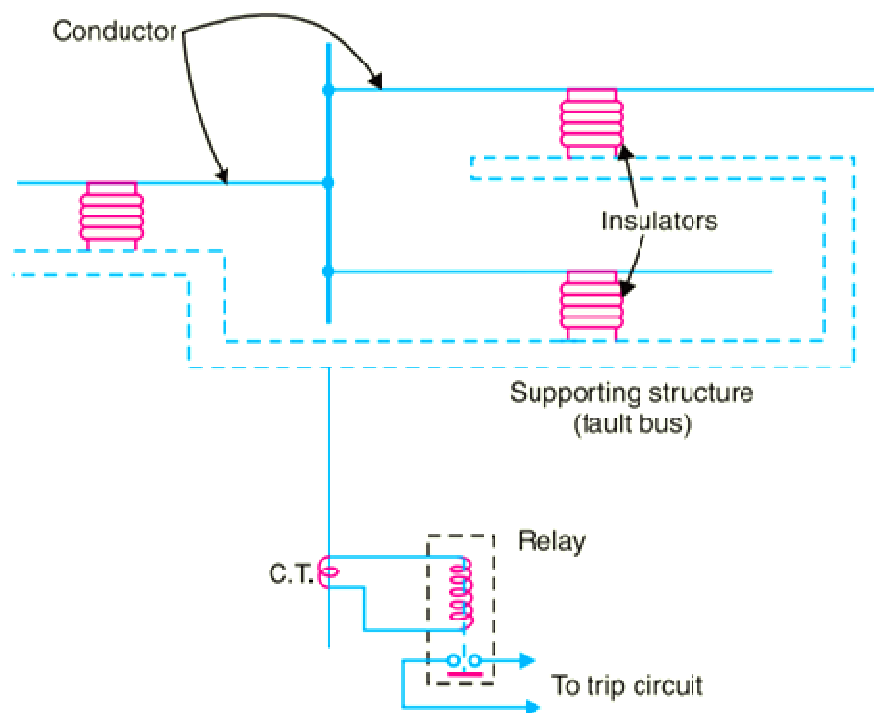 Conductor
Insulators
Supporting structure
(fault bus)
Relay
C.T.
To trip circuit